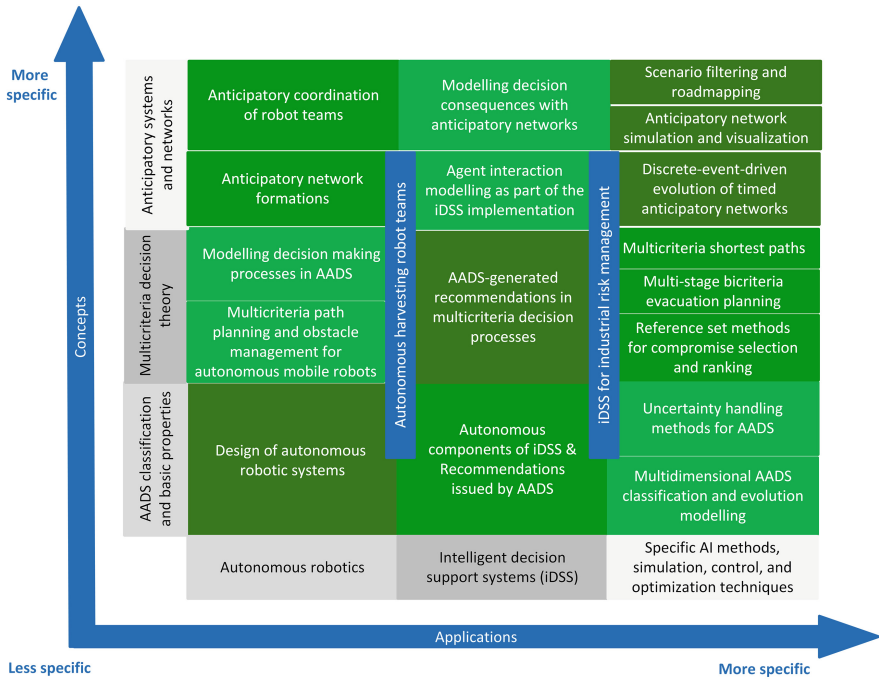 More
specific
Concepts
Anticipatory systems
and networks
Anticipatory coordination
of robot teams
Modelling decision
consequences with
anticipatory networks
Scenario filtering and
roadmapping
Anticipatory network
simulation and visualization
Anticipatory network
formations
Agent interaction
modelling as part of the
iDSS implementation
Discrete-event-driven
evolution of timed
anticipatory networks
Autonomous harvesting robot teams
iDSS for industrial risk management
Multicriteria decision
theory
Modelling decision making
processes in AADS
Multicriteria path
planning and obstacle
management for
autonomous mobile robots
AADS-generated
recommendations in
multicriteria decision
processes
Multicriteria shortest paths
Multi-stage bicriteria
evacuation planning
Reference set methods
for compromise selection
and ranking
AADS classification
and basic properties
Design of autonomous
robotic systems
Autonomous
components of iDSS &
Recommendations
issued by AADS
Uncertainty handling
methods for AADS
Multidimensional AADS
classification and evolution
modelling
Autonomous robotics
Intelligent decision
support systems (iDSS)
Specific AI methods,
simulation, control, and
optimization techniques
Applications
Less specific
More specific